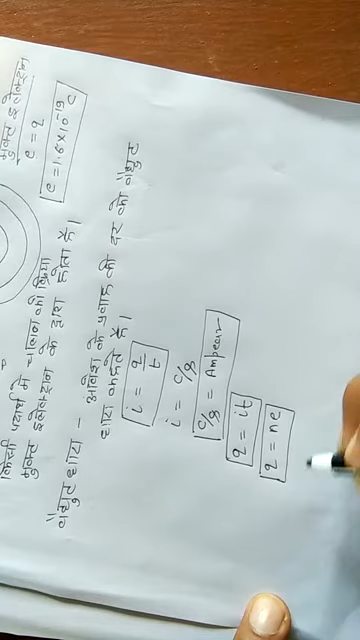 मुक्त इलेक्ट्रान
e = q
e = 1.6×10⁻¹⁹ C
किसी पदार्थ में चालन की क्रिया
मुक्त इलेक्ट्रान के द्वारा होता है।
वैद्युत धारा - आवेश के प्रवाह की दर को वैद्युत
धारा कहते हैं।
i = q/t
i = C/s
C/s = Ampear
q = it
q = ne